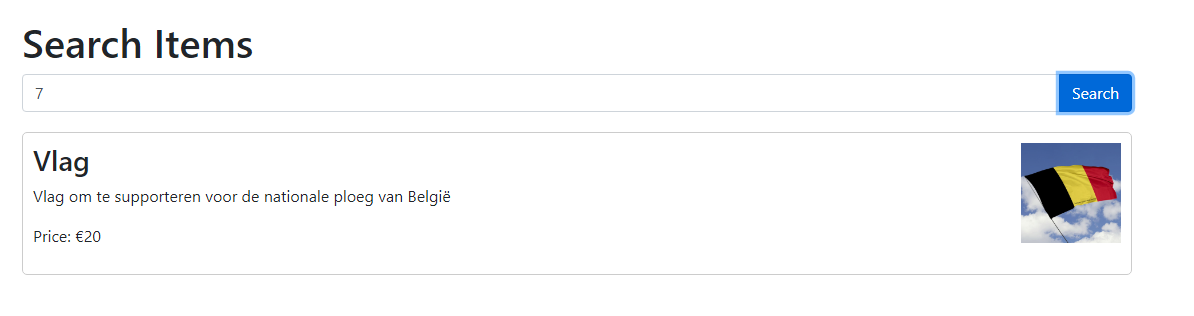 Search Items
7
Search
Vlag
Vlag om te supporteren voor de nationale ploeg van België
Price: €20